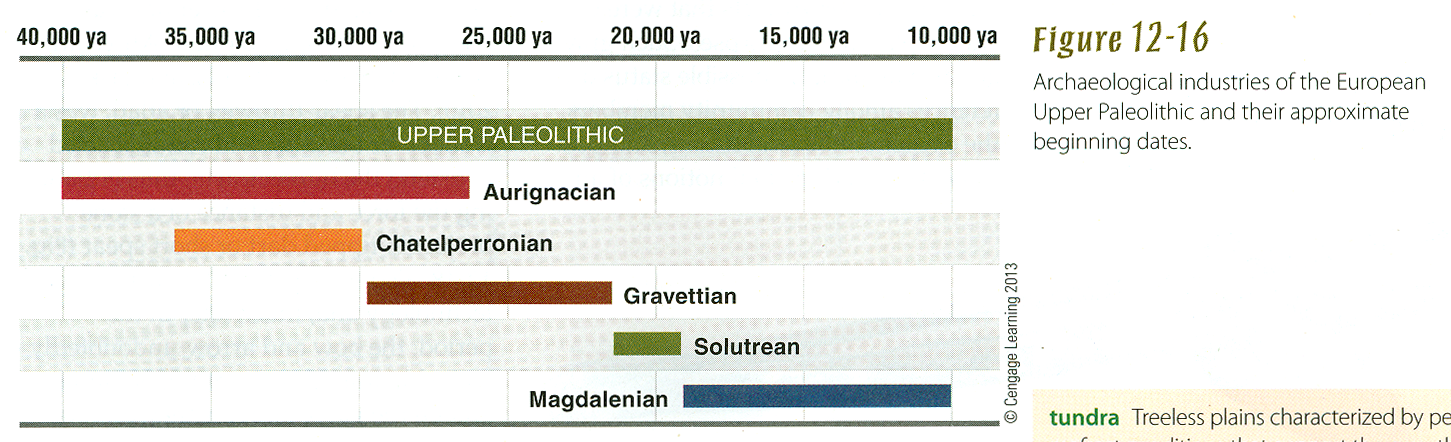 40,000 ya 35,000 ya 30,000 ya 25,000 ya 20,000 ya 15,000 ya 10,000 ya
UPPER PALEOLITHIC
Aurignacian
Chatelperronian
Gravettian
Solutrean
Magdalenian
© Cengage Learning 2013
Figure 12-16
Archaeological industries of the European
Upper Paleolithic and their approximate
beginning dates.
tundra Treeless plains characterized by pe